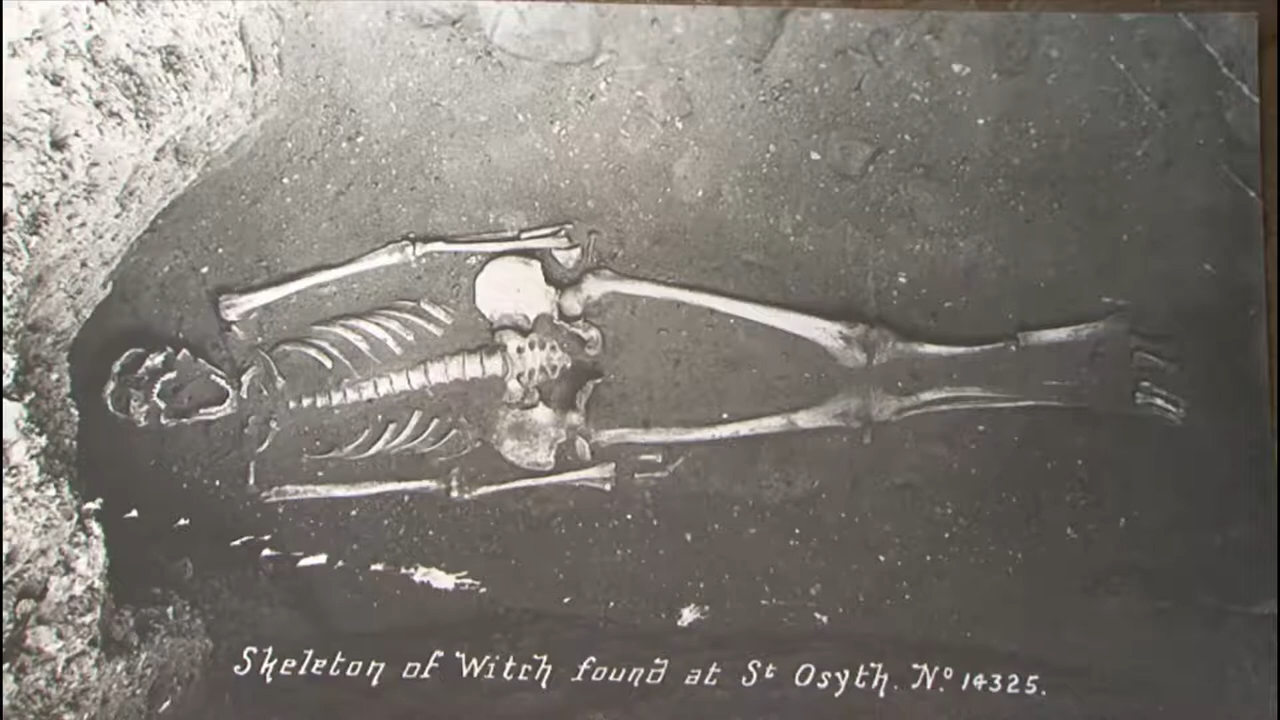 Skeleton of Witch found at St Osyth. No 14325.